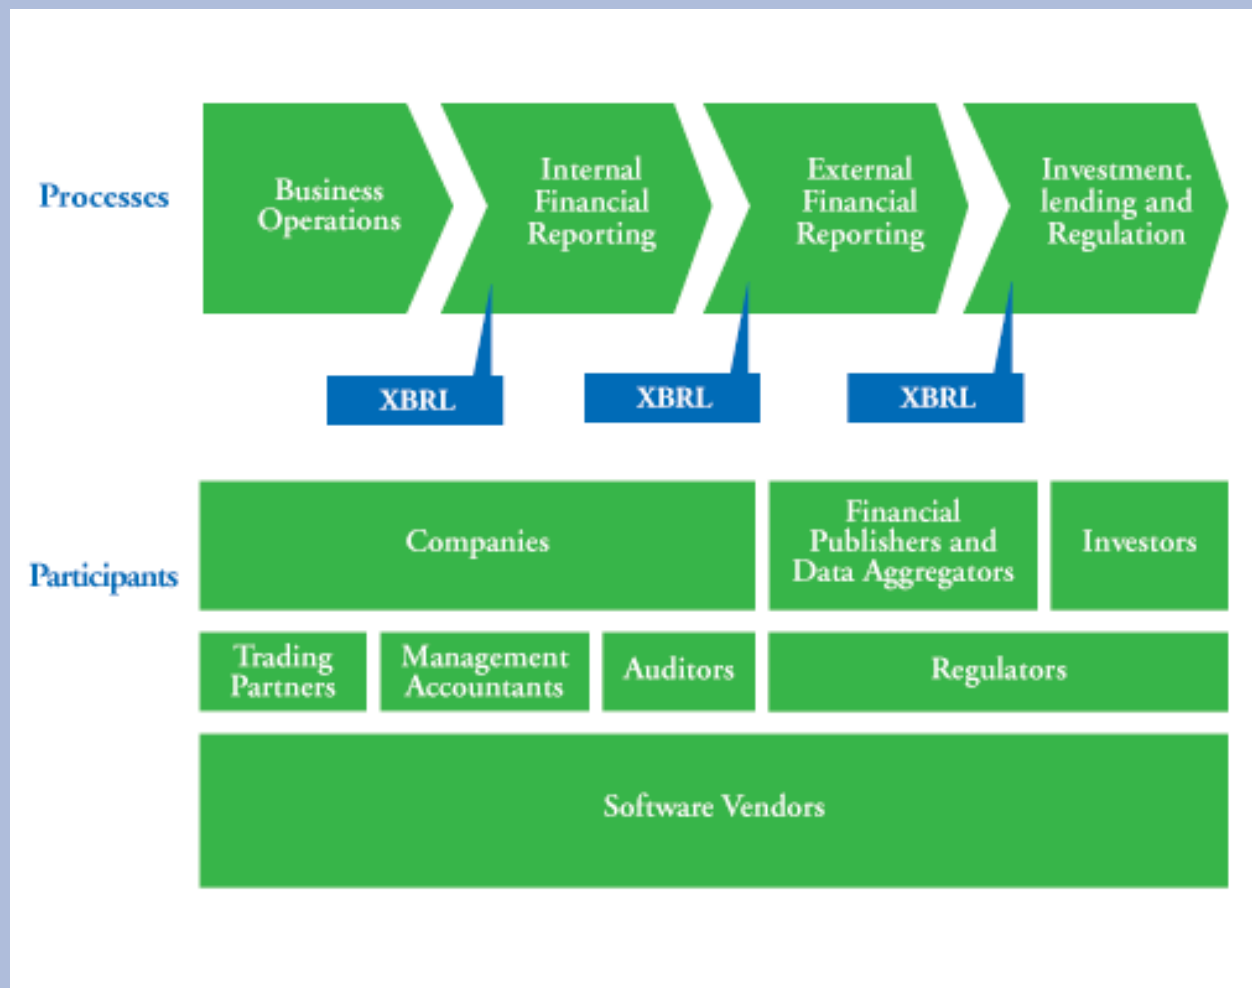 Processes
Business
Operations
Internal
Financial
Reporting
External
Financial
Reporting
Investment.
lending and
Regulation
XBRL
XBRL
XBRL
Participants
Companies
Financial
Publishers and
Data Aggregators
Investors
Trading
Partners
Management
Accountants
Auditors
Regulators
Software Vendors